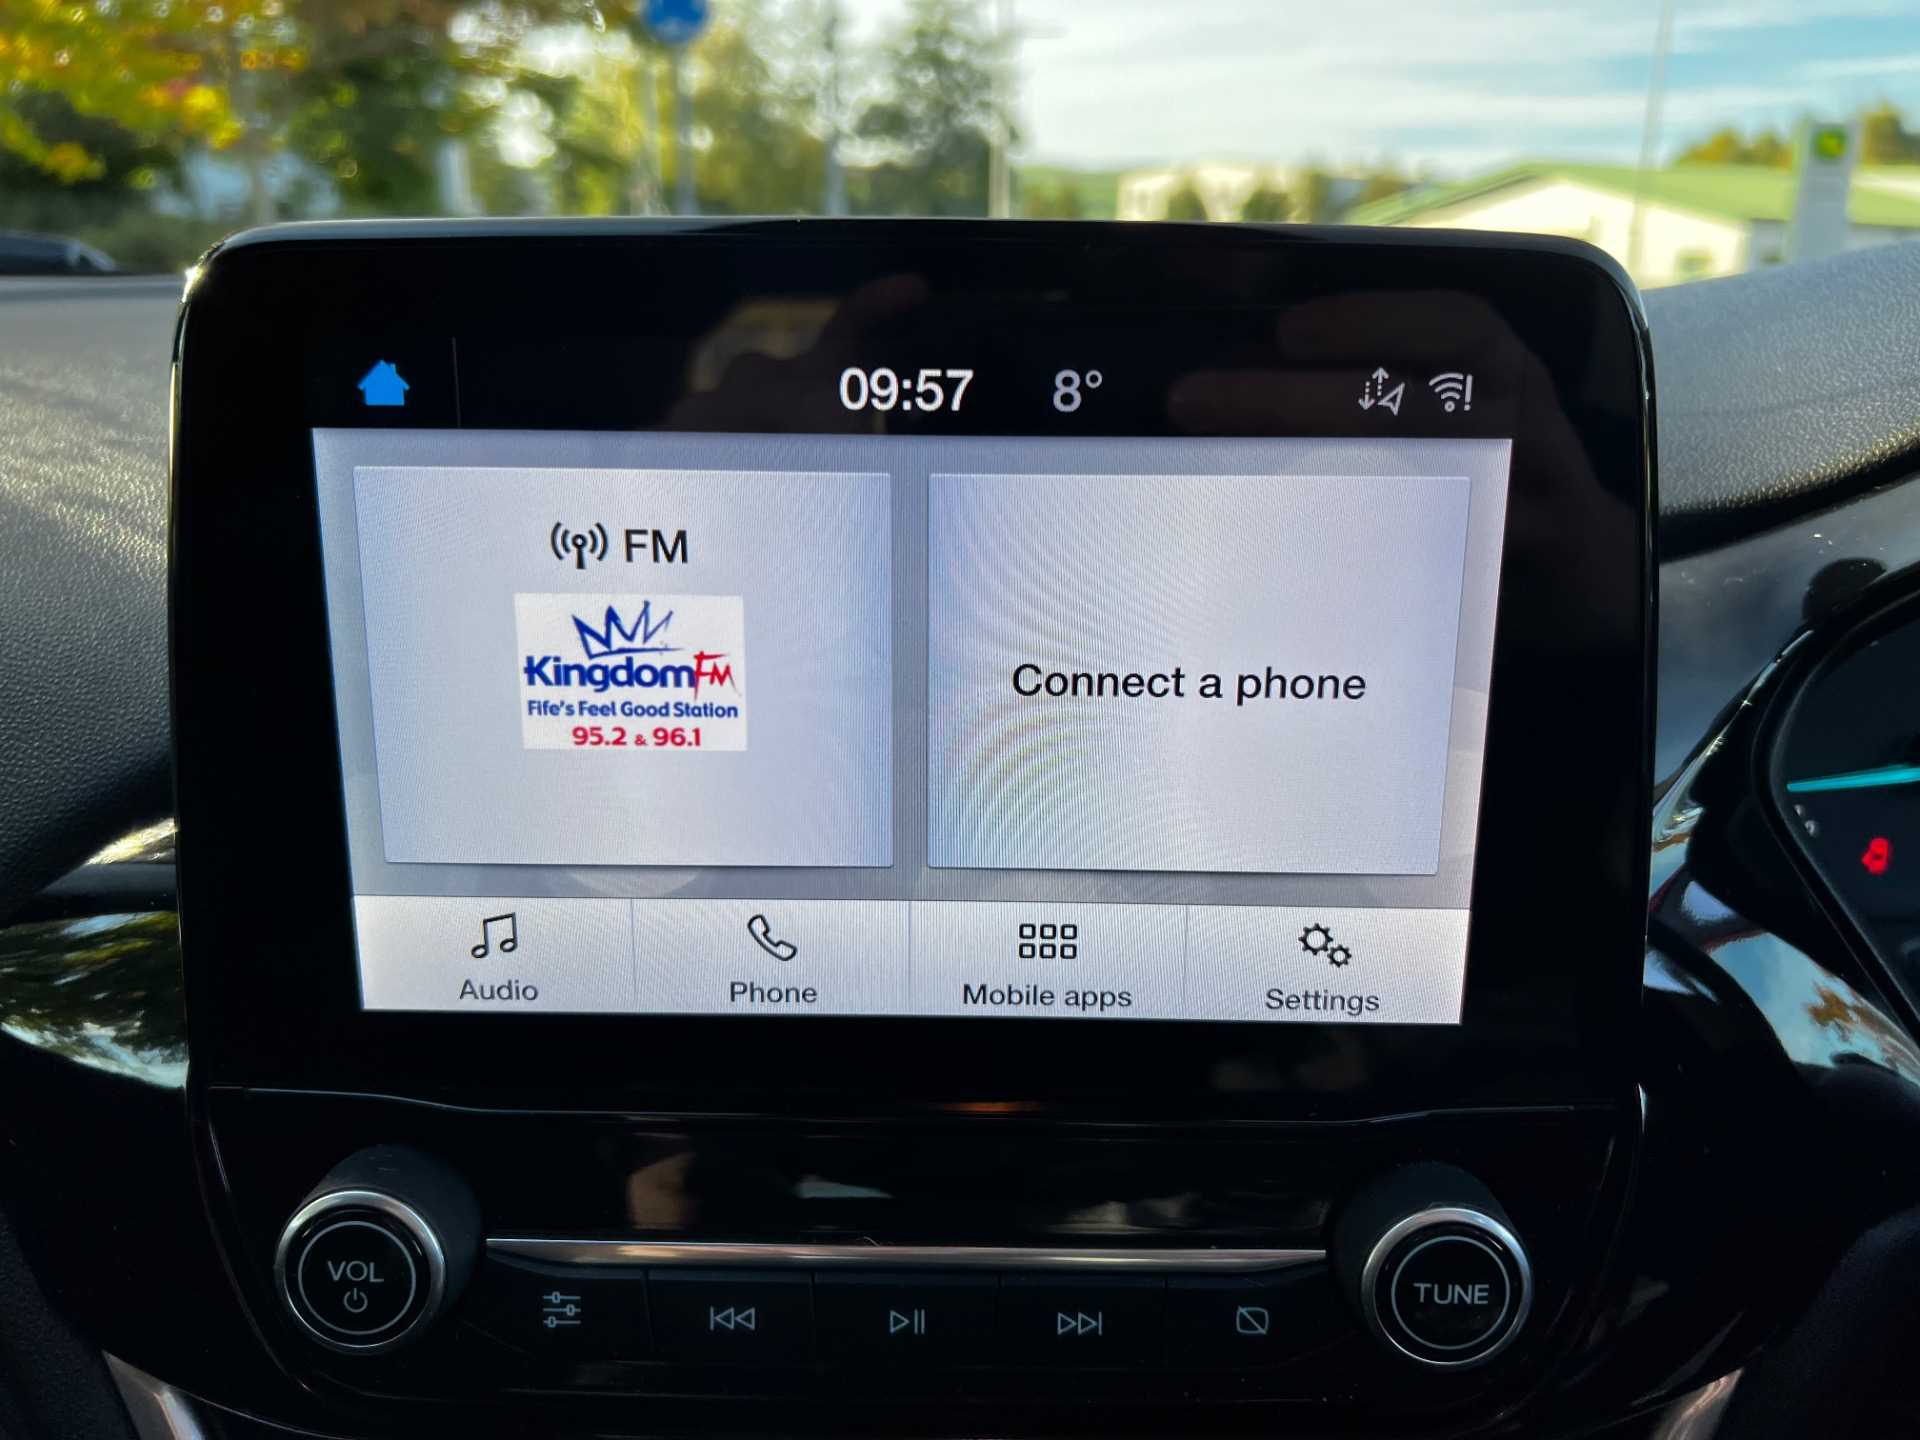 09:57 8°
FM
KingdomFM
Fife's Feel Good Station
95.2 & 96.1
Connect a phone
Audio Phone Mobile apps Settings
VOL
TUNE